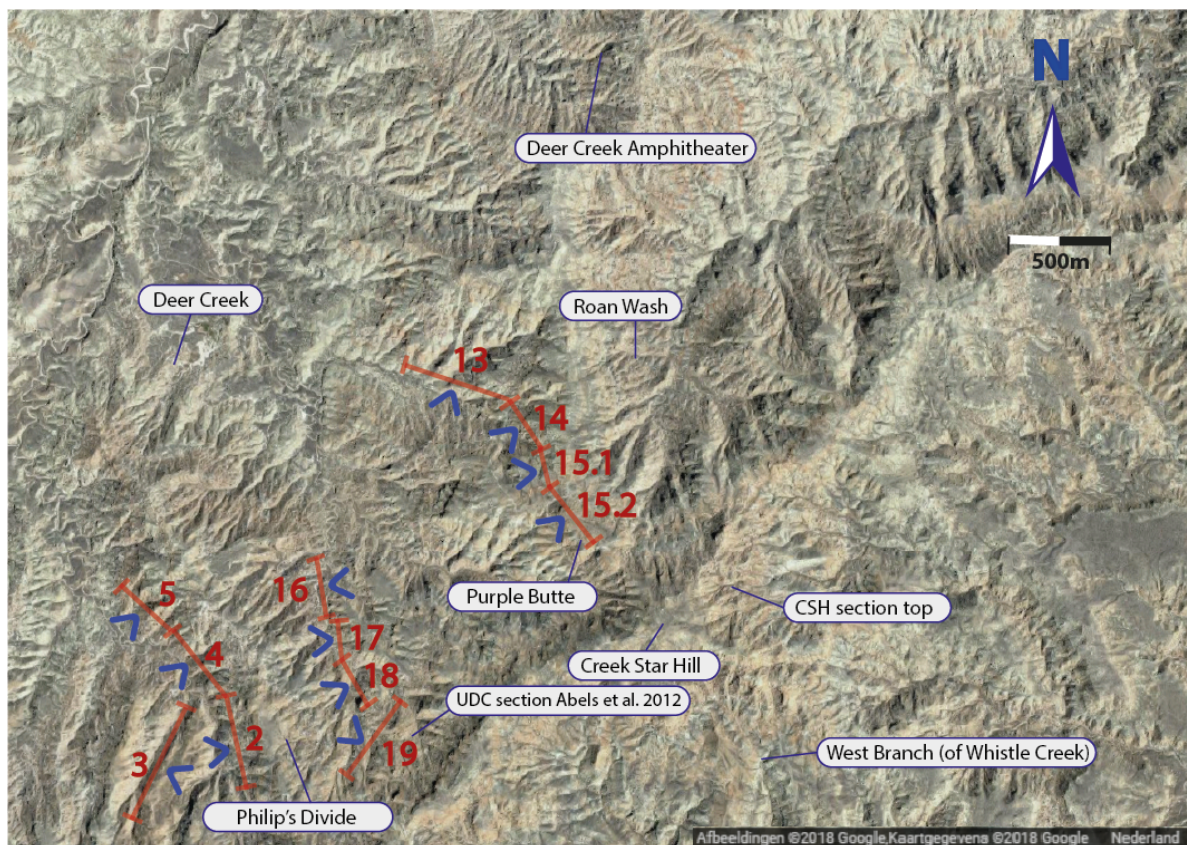 N
Deer Creek Amphitheater
500m
Deer Creek
Roan Wash
13
14
15.1
15.2
Purple Butte
CSH section top
16
5
17
4
Creek Star Hill
18
UDC section Abels et al. 2012
2
19
3
West Branch (of Whistle Creek)
Philip's Divide
Afbeeldingen ©2018 Google,Kaartgegevens ©2018 Google Nederland